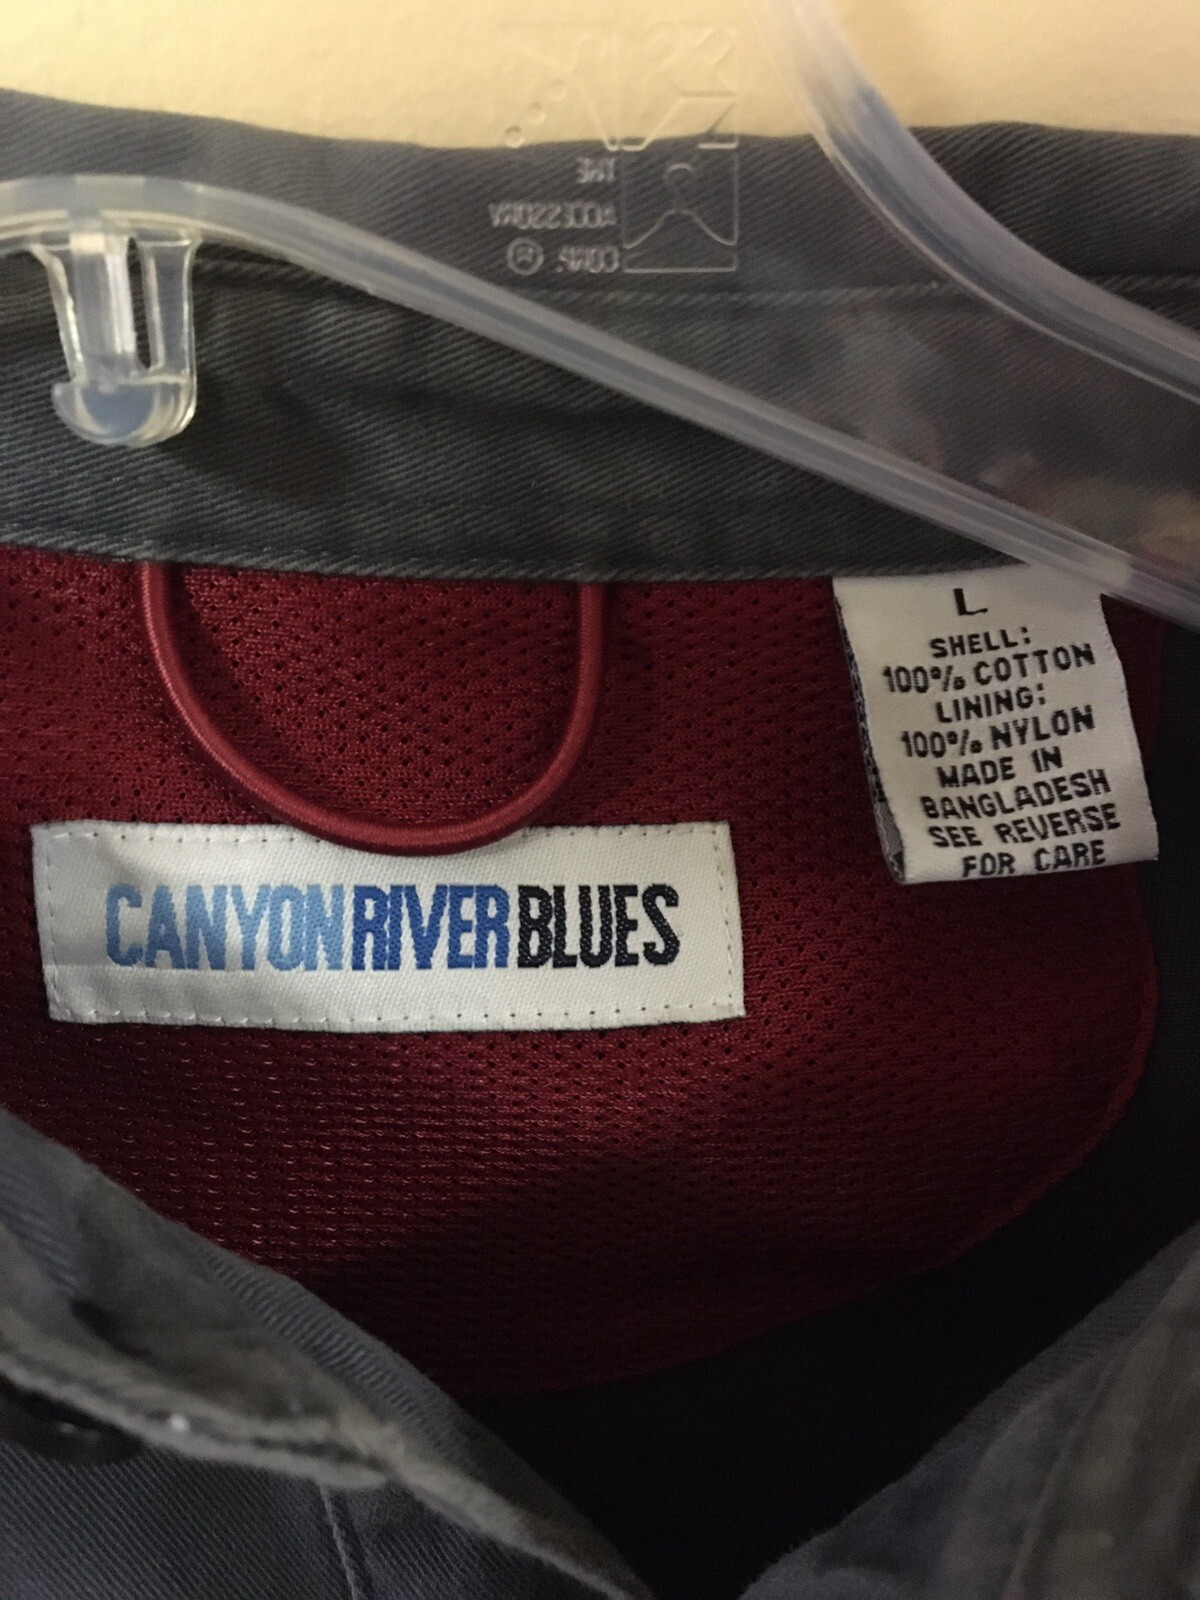 L
SHELL:
100% COTTON
LINING:
100% NYLON
MADE IN
BANGLADESH
SEE REVERSE
FOR CARE
CANYONRIVERBLUES